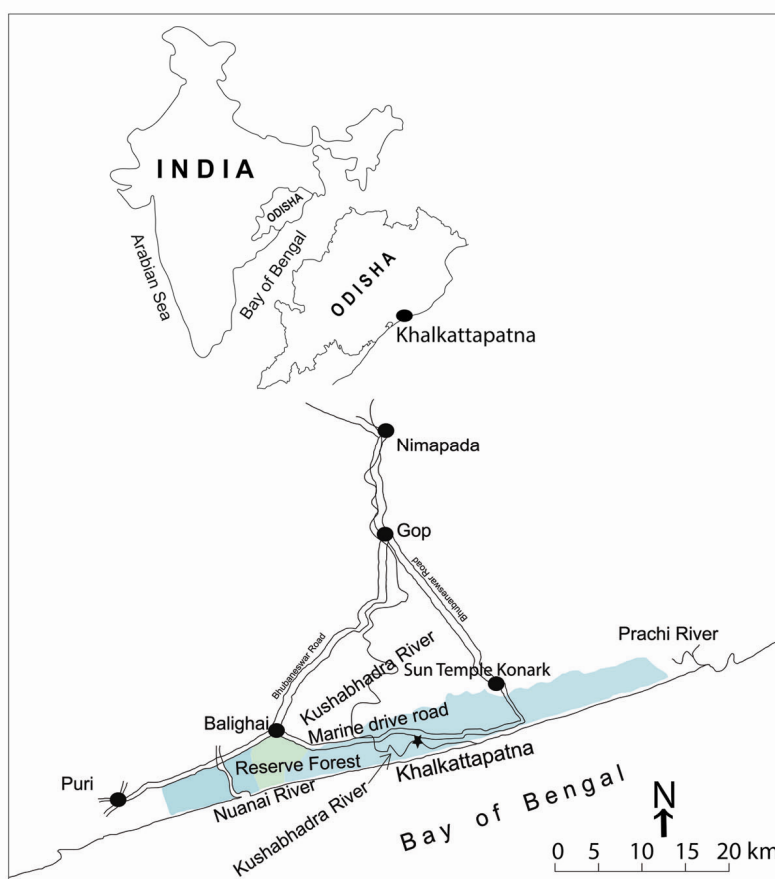 INDIA
ODISHA
Arabian Sea
Bay of Bengal
ODISHA
Khalkattapatna
Nimapada
Gop
Bhubaneswar Road
Bhubaneswar Road
Prachi River
Kushabhadra River
Sun Temple Konark
Balighai
Marine drive road
Reserve Forest
Khalkattapatna
Puri
Nuanai River
Kushabhadra River
Bay of Bengal
N
0 5 10 15 20 km